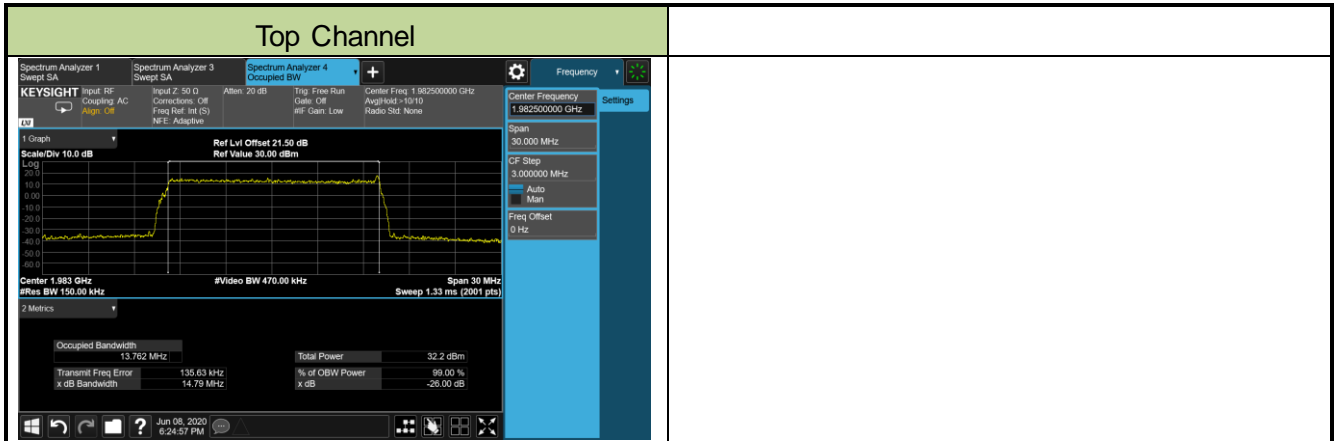 Top Channel
Spectrum Analyzer 1
Swept SA
Spectrum Analyzer 3
Swept SA
Spectrum Analyzer 4
Occupied BW
Frequency
KEYSIGHT
Input: RF
Coupling: AC
Align: Off
Input Z: 50 Ω
Corrections: Off
Freq Ref: Int (S)
NFE: Adaptive
Atten: 20 dB
Trig: Free Run
Gate: Off
#IF Gain: Low
Center Freq: 1.982500000 GHz
Avg|Hold:>10/10
Radio Std: None
LXI
Center Frequency
1.982500000 GHz
Settings
Span
30.000 MHz
CF Step
3.000000 MHz
Auto
Man
Freq Offset
0 Hz
1 Graph
Scale/Div 10.0 dB
Ref Lvl Offset 21.50 dB
Ref Value 30.00 dBm
Log
20.0
10.0
0.00
-10.0
-20.0
-30.0
-40.0
-50.0
-60.0
Center 1.983 GHz
#Video BW 470.00 kHz
Span 30 MHz
#Res BW 150.00 kHz
Sweep 1.33 ms (2001 pts)
2 Metrics
Occupied Bandwidth
13.762 MHz
Total Power 32.2 dBm
Transmit Freq Error 135.63 kHz
% of OBW Power 99.00 %
x dB Bandwidth 14.79 MHz
x dB -26.00 dB
?
Jun 08, 2020
6:24:57 PM